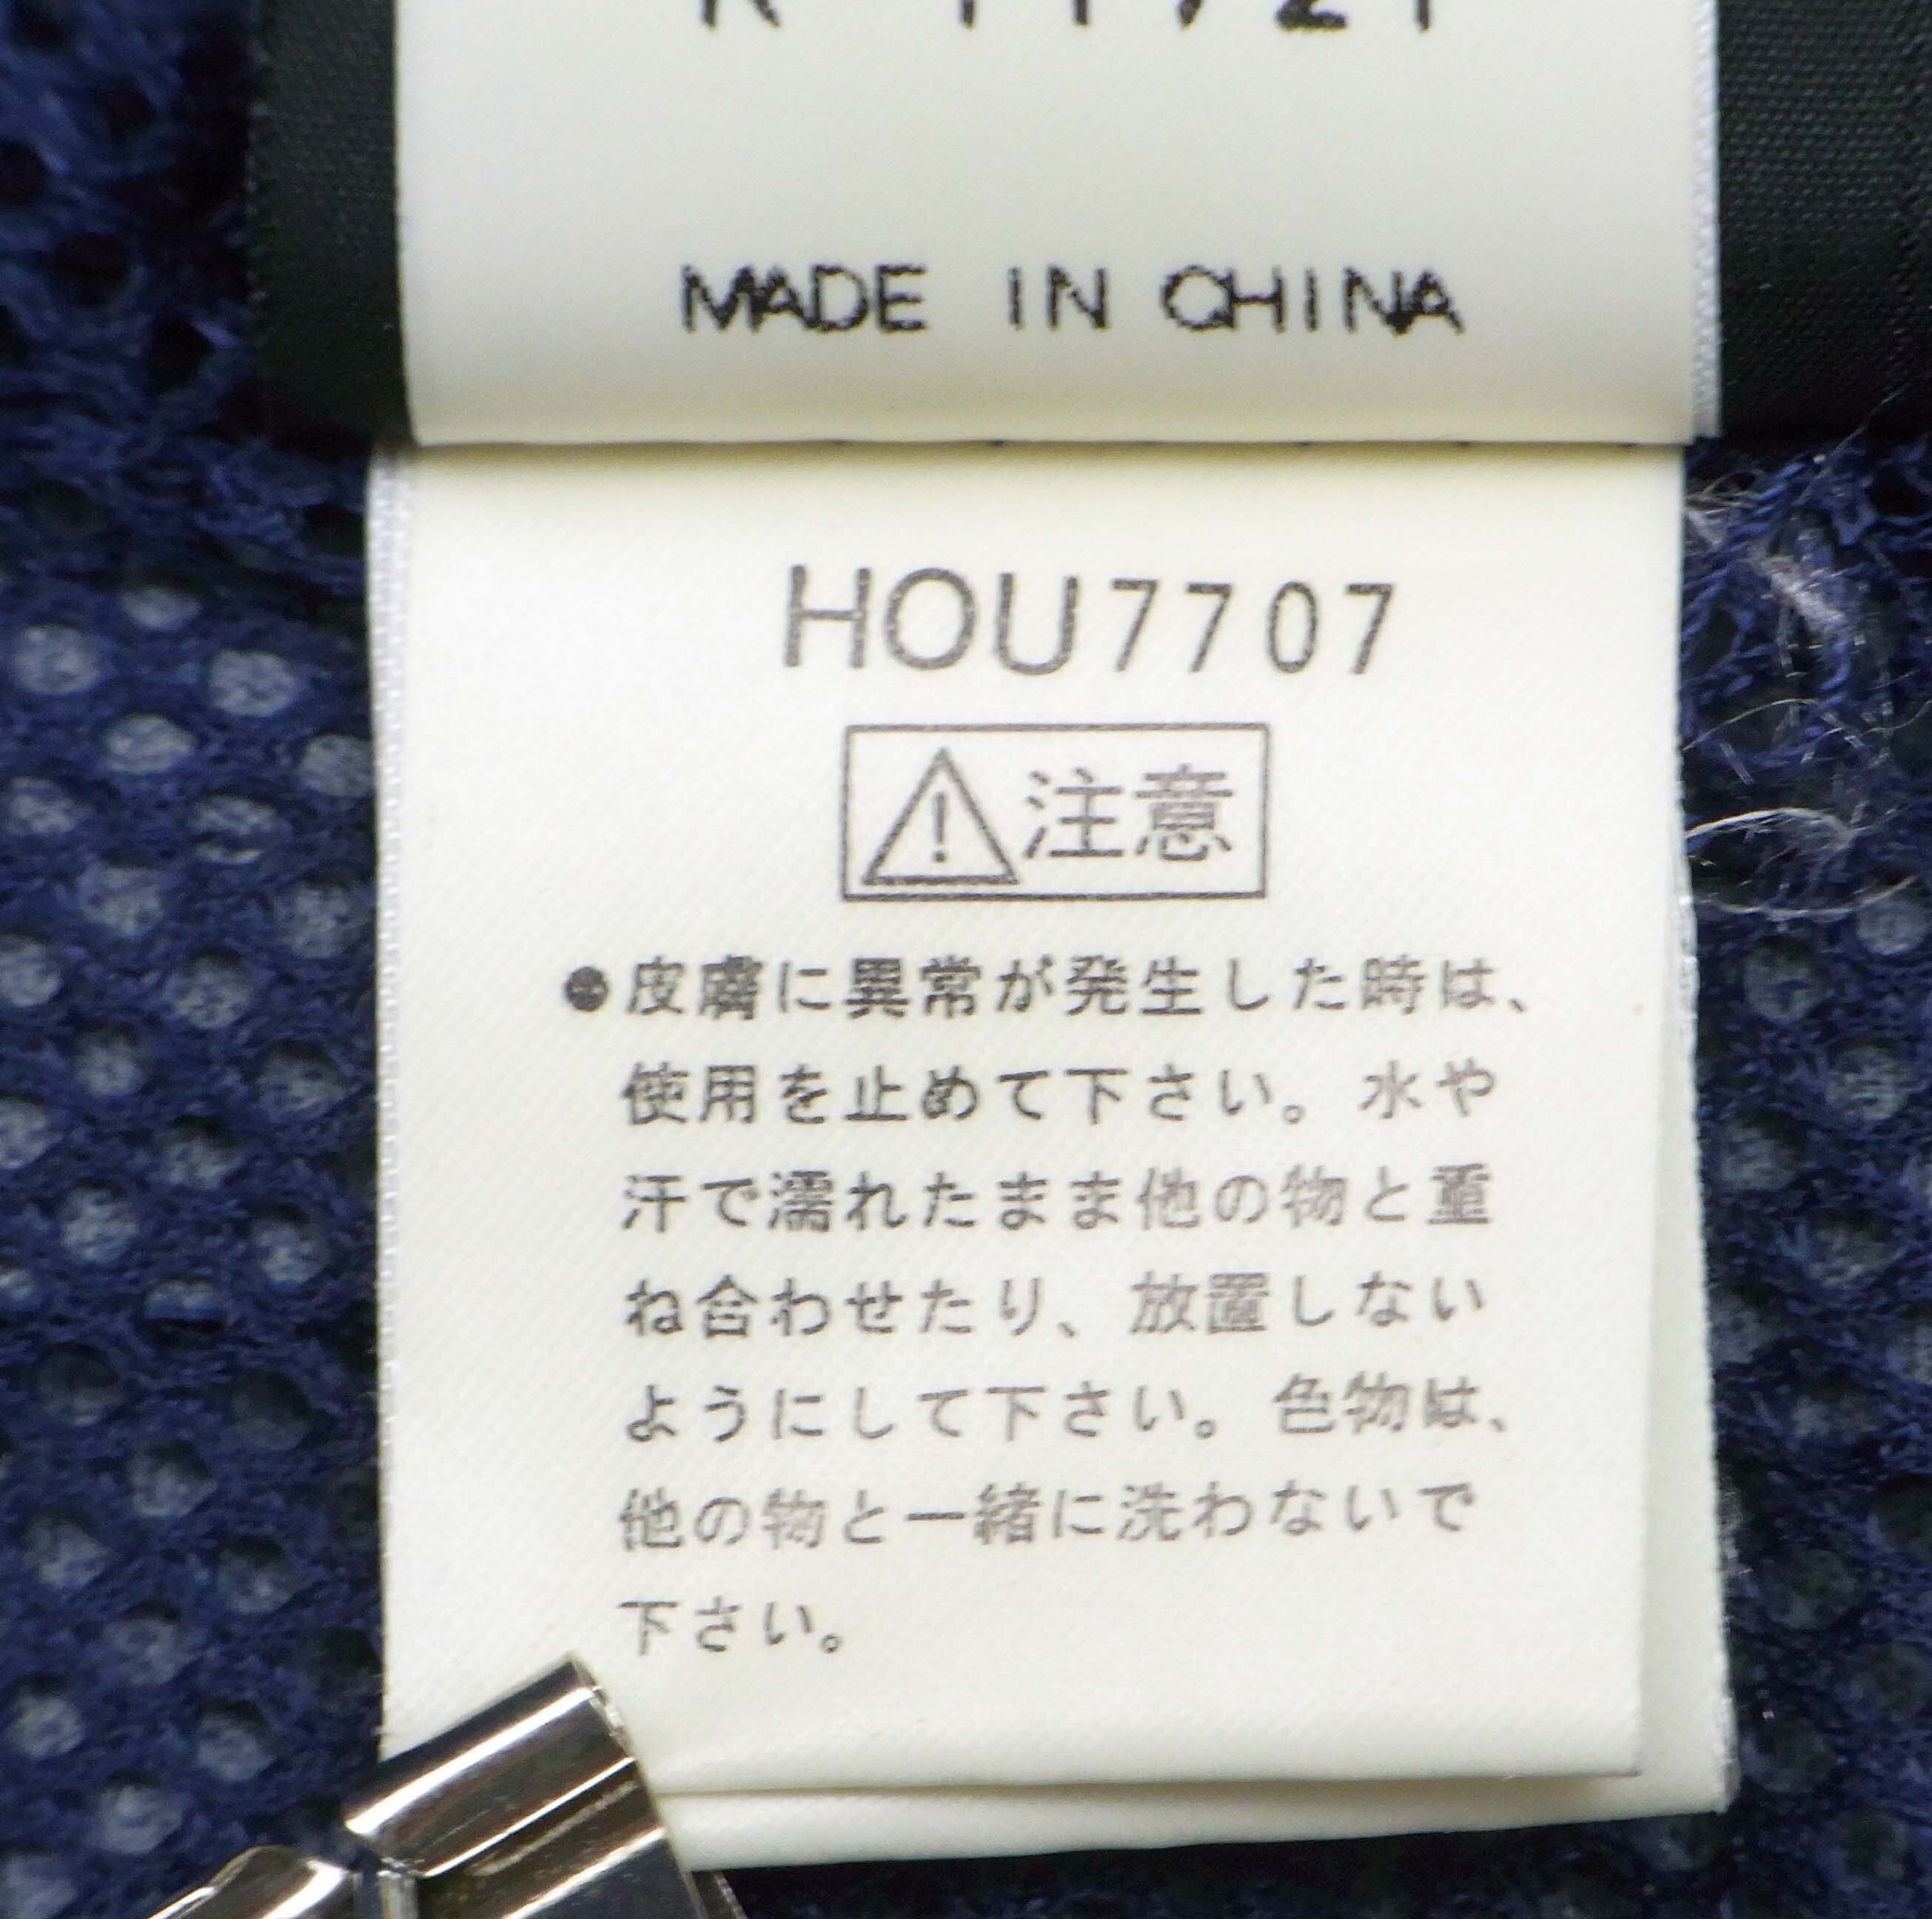 MADE IN CHINA
HOU7707
注意
●皮膚に異常が発生した時は、
使用を止めて下さい。水や
汗で濡れたまま他の物と重
ね合わせたり、放置しない
ようにして下さい。色物は、
他の物と一緒に洗わないで
下さい。